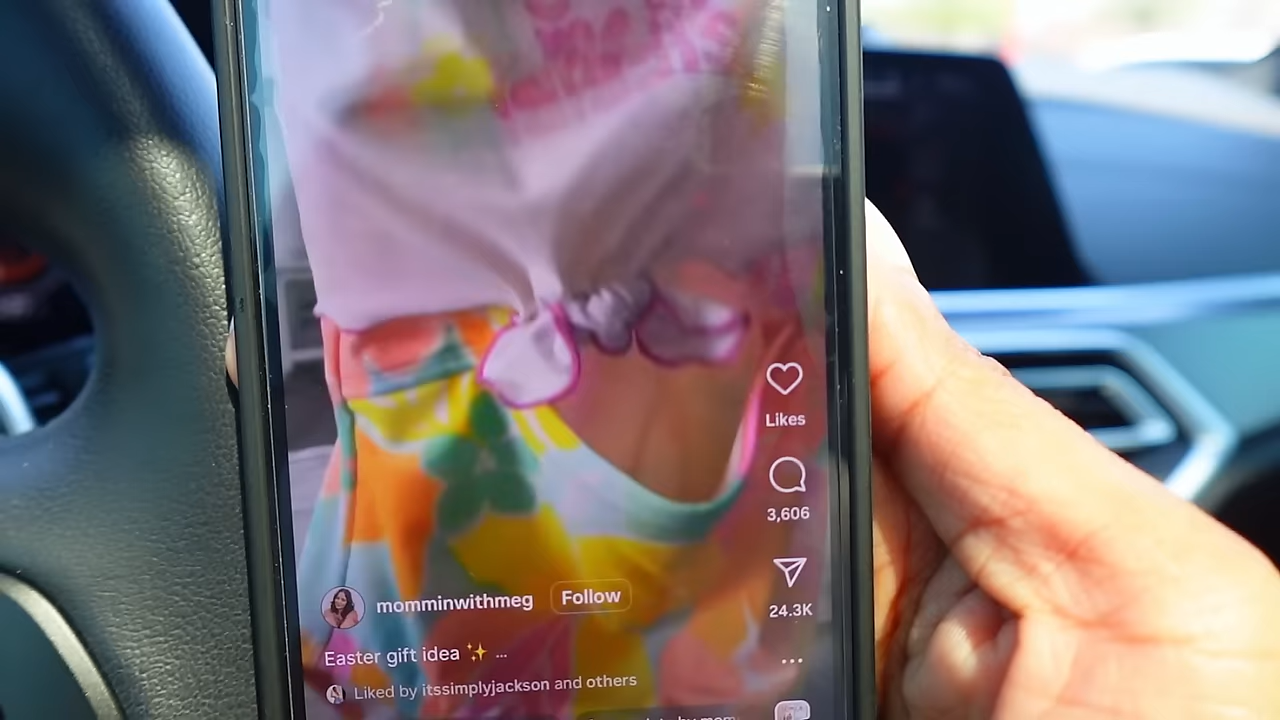 Likes
3,606
24.3K
momminwithmeg Follow
Easter gift idea ✨ ...
Liked by itssimplyjackson and others